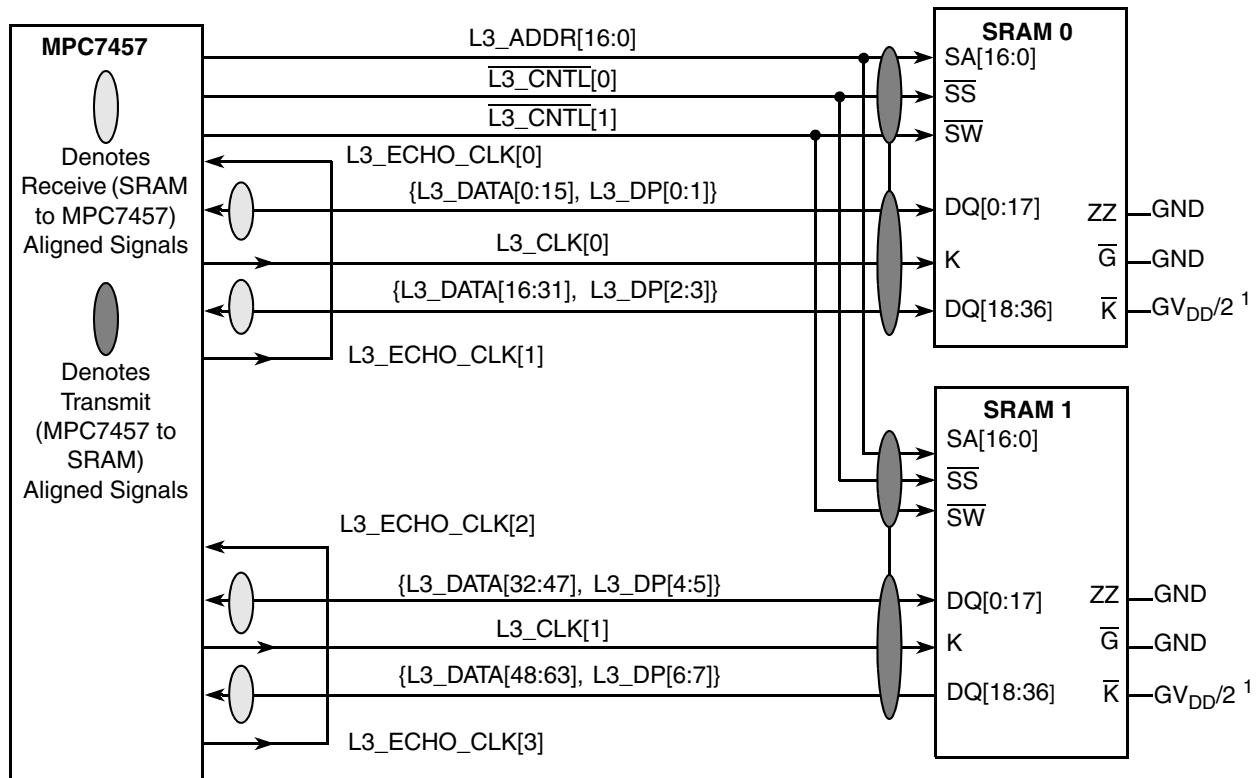 MPC7457
Denotes
Receive (SRAM
to MPC7457)
Aligned Signals
Denotes
Transmit
(MPC7457 to
SRAM)
Aligned Signals
L3_ADDR[16:0]
L3_CNTL[0]
L3_CNTL[1]
L3_ECHO_CLK[0]
{L3_DATA[0:15], L3_DP[0:1]}
L3_CLK[0]
{L3_DATA[16:31], L3_DP[2:3]}
L3_ECHO_CLK[1]
SRAM 0
SA[16:0]
SS
SW
DQ[0:17] ZZ GND
K G GND
DQ[18:36] K GVDD/2 1
L3_ECHO_CLK[2]
{L3_DATA[32:47], L3_DP[4:5]}
L3_CLK[1]
{L3_DATA[48:63], L3_DP[6:7]}
L3_ECHO_CLK[3]
SRAM 1
SA[16:0]
SS
SW
DQ[0:17] ZZ GND
K G GND
DQ[18:36] K GVDD/2 1